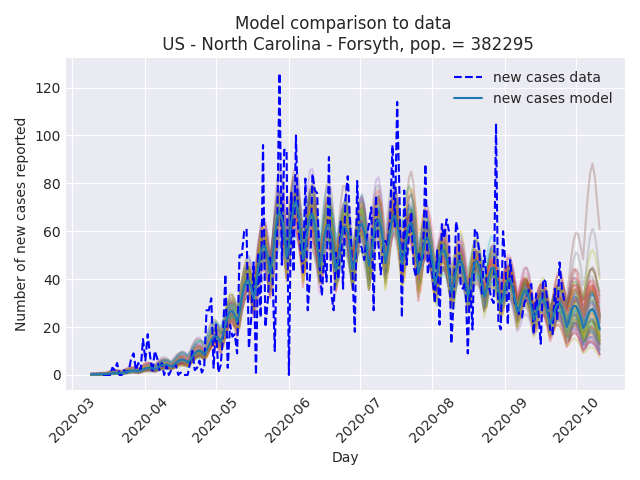 Model comparison to data
US - North Carolina - Forsyth, pop. = 382295
new cases data
new cases model
Number of new cases reported
120
100
80
60
40
20
0
2020-03
2020-04
2020-05
2020-06
2020-07
2020-08
2020-09
2020-10
Day